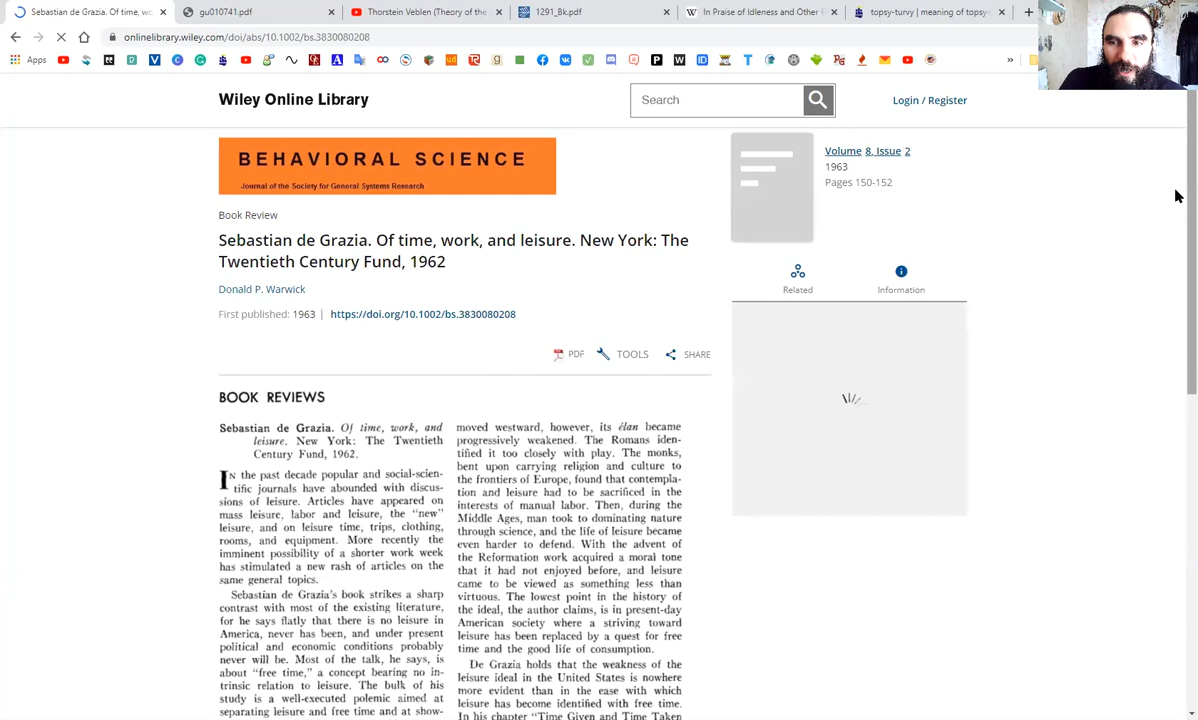 Sebastian de Grazia. Of time, wo
gu010741.pdf
Thorstein Veblen (Theory of the
1291_Bk.pdf
In Praise of Idleness and Other
topsy-turvy | meaning of topsy-
onlinelibrary.wiley.com/doi/abs/10.1002/bs.3830080208
Apps
Wiley Online Library
Search
Login / Register
BEHAVIORAL SCIENCE
Journal of the Society for General Systems Research
Volume 8, Issue 2
1963
Pages 150-152
Book Review
Sebastian de Grazia. Of time, work, and leisure. New York: The
Twentieth Century Fund, 1962
Donald P. Warwick
First published: 1963 | https://doi.org/10.1002/bs.3830080208
Related
Information
PDF
TOOLS
SHARE
BOOK REVIEWS
Sebastian de Grazia. Of time, work, and
leisure. New York: The Twentieth
Century Fund, 1962.
IN the past decade popular and social-scien-
tific journals have abounded with discus-
sions of leisure. Articles have appeared on
mass leisure, labor and leisure, the "new"
leisure, and on leisure time, trips, clothing,
rooms, and equipment. More recently the
imminent possibility of a shorter work week
has stimulated a new rash of articles on the
same general topics.
Sebastian de Grazia's book strikes a sharp
contrast with most of the existing literature,
for he says flatly that there is no leisure in
America, never has been, and under present
political and economic conditions probably
never will be. Most of the talk, he says, is
about "free time," a concept bearing no in-
trinsic relation to leisure. The bulk of his
study is a well-executed polemic aimed at
separating leisure and free time and at show-
moved westward, however, its élan became
progressively weakened. The Romans iden-
tified it too closely with play. The monks,
bent upon carrying religion and culture to
the frontiers of Europe, found that contempla-
tion and leisure had to be sacrificed in the
interests of manual labor. Then, during the
Middle Ages, man took to dominating nature
through science, and the life of leisure became
even harder to defend. With the advent of
the Reformation work acquired a moral tone
that it had not enjoyed before, and leisure
came to be viewed as something less than
virtuous. The lowest point in the history of
the ideal, the author claims, is in present-day
American society where a striving toward
leisure has been replaced by a quest for free
time and the good life of consumption.
De Grazia holds that the weakness of the
leisure ideal in the United States is nowhere
more evident than in the ease with which
leisure has become identified with free time.
In his chapter "Time Given and Time Taken